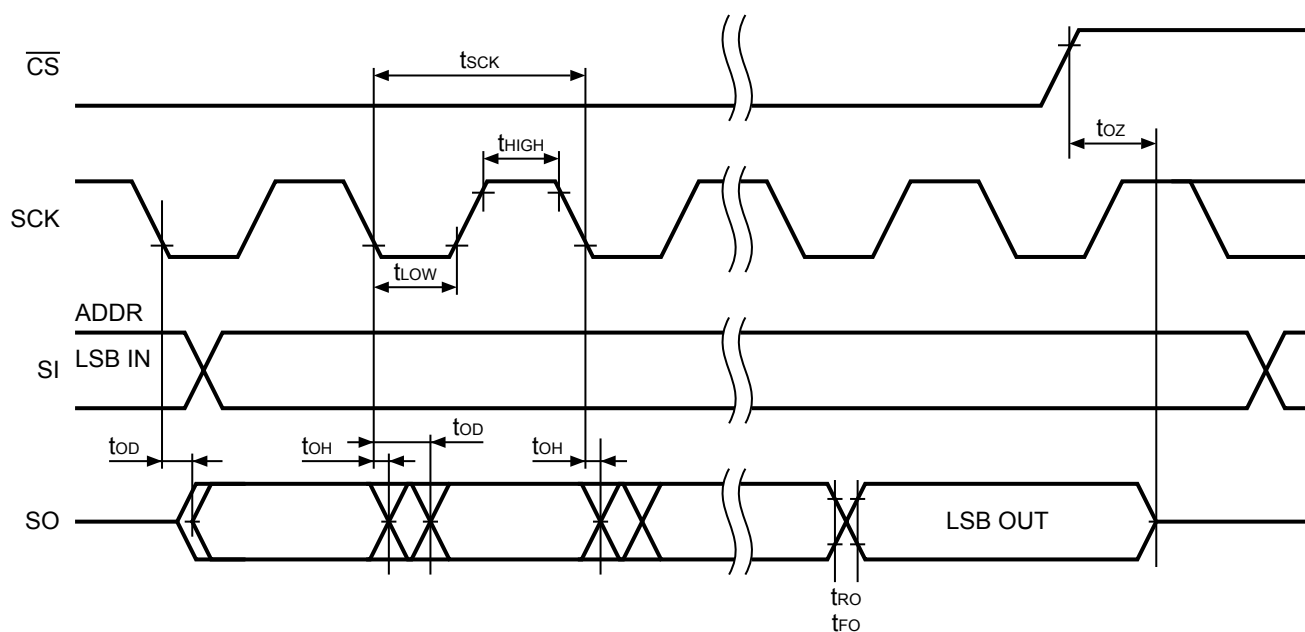 CS
tSCK
tOZ
tHIGH
SCK
tLOW
ADDR
LSB IN
SI
tOD
tOH
tOD
tOH
SO
LSB OUT
tRO
tFO